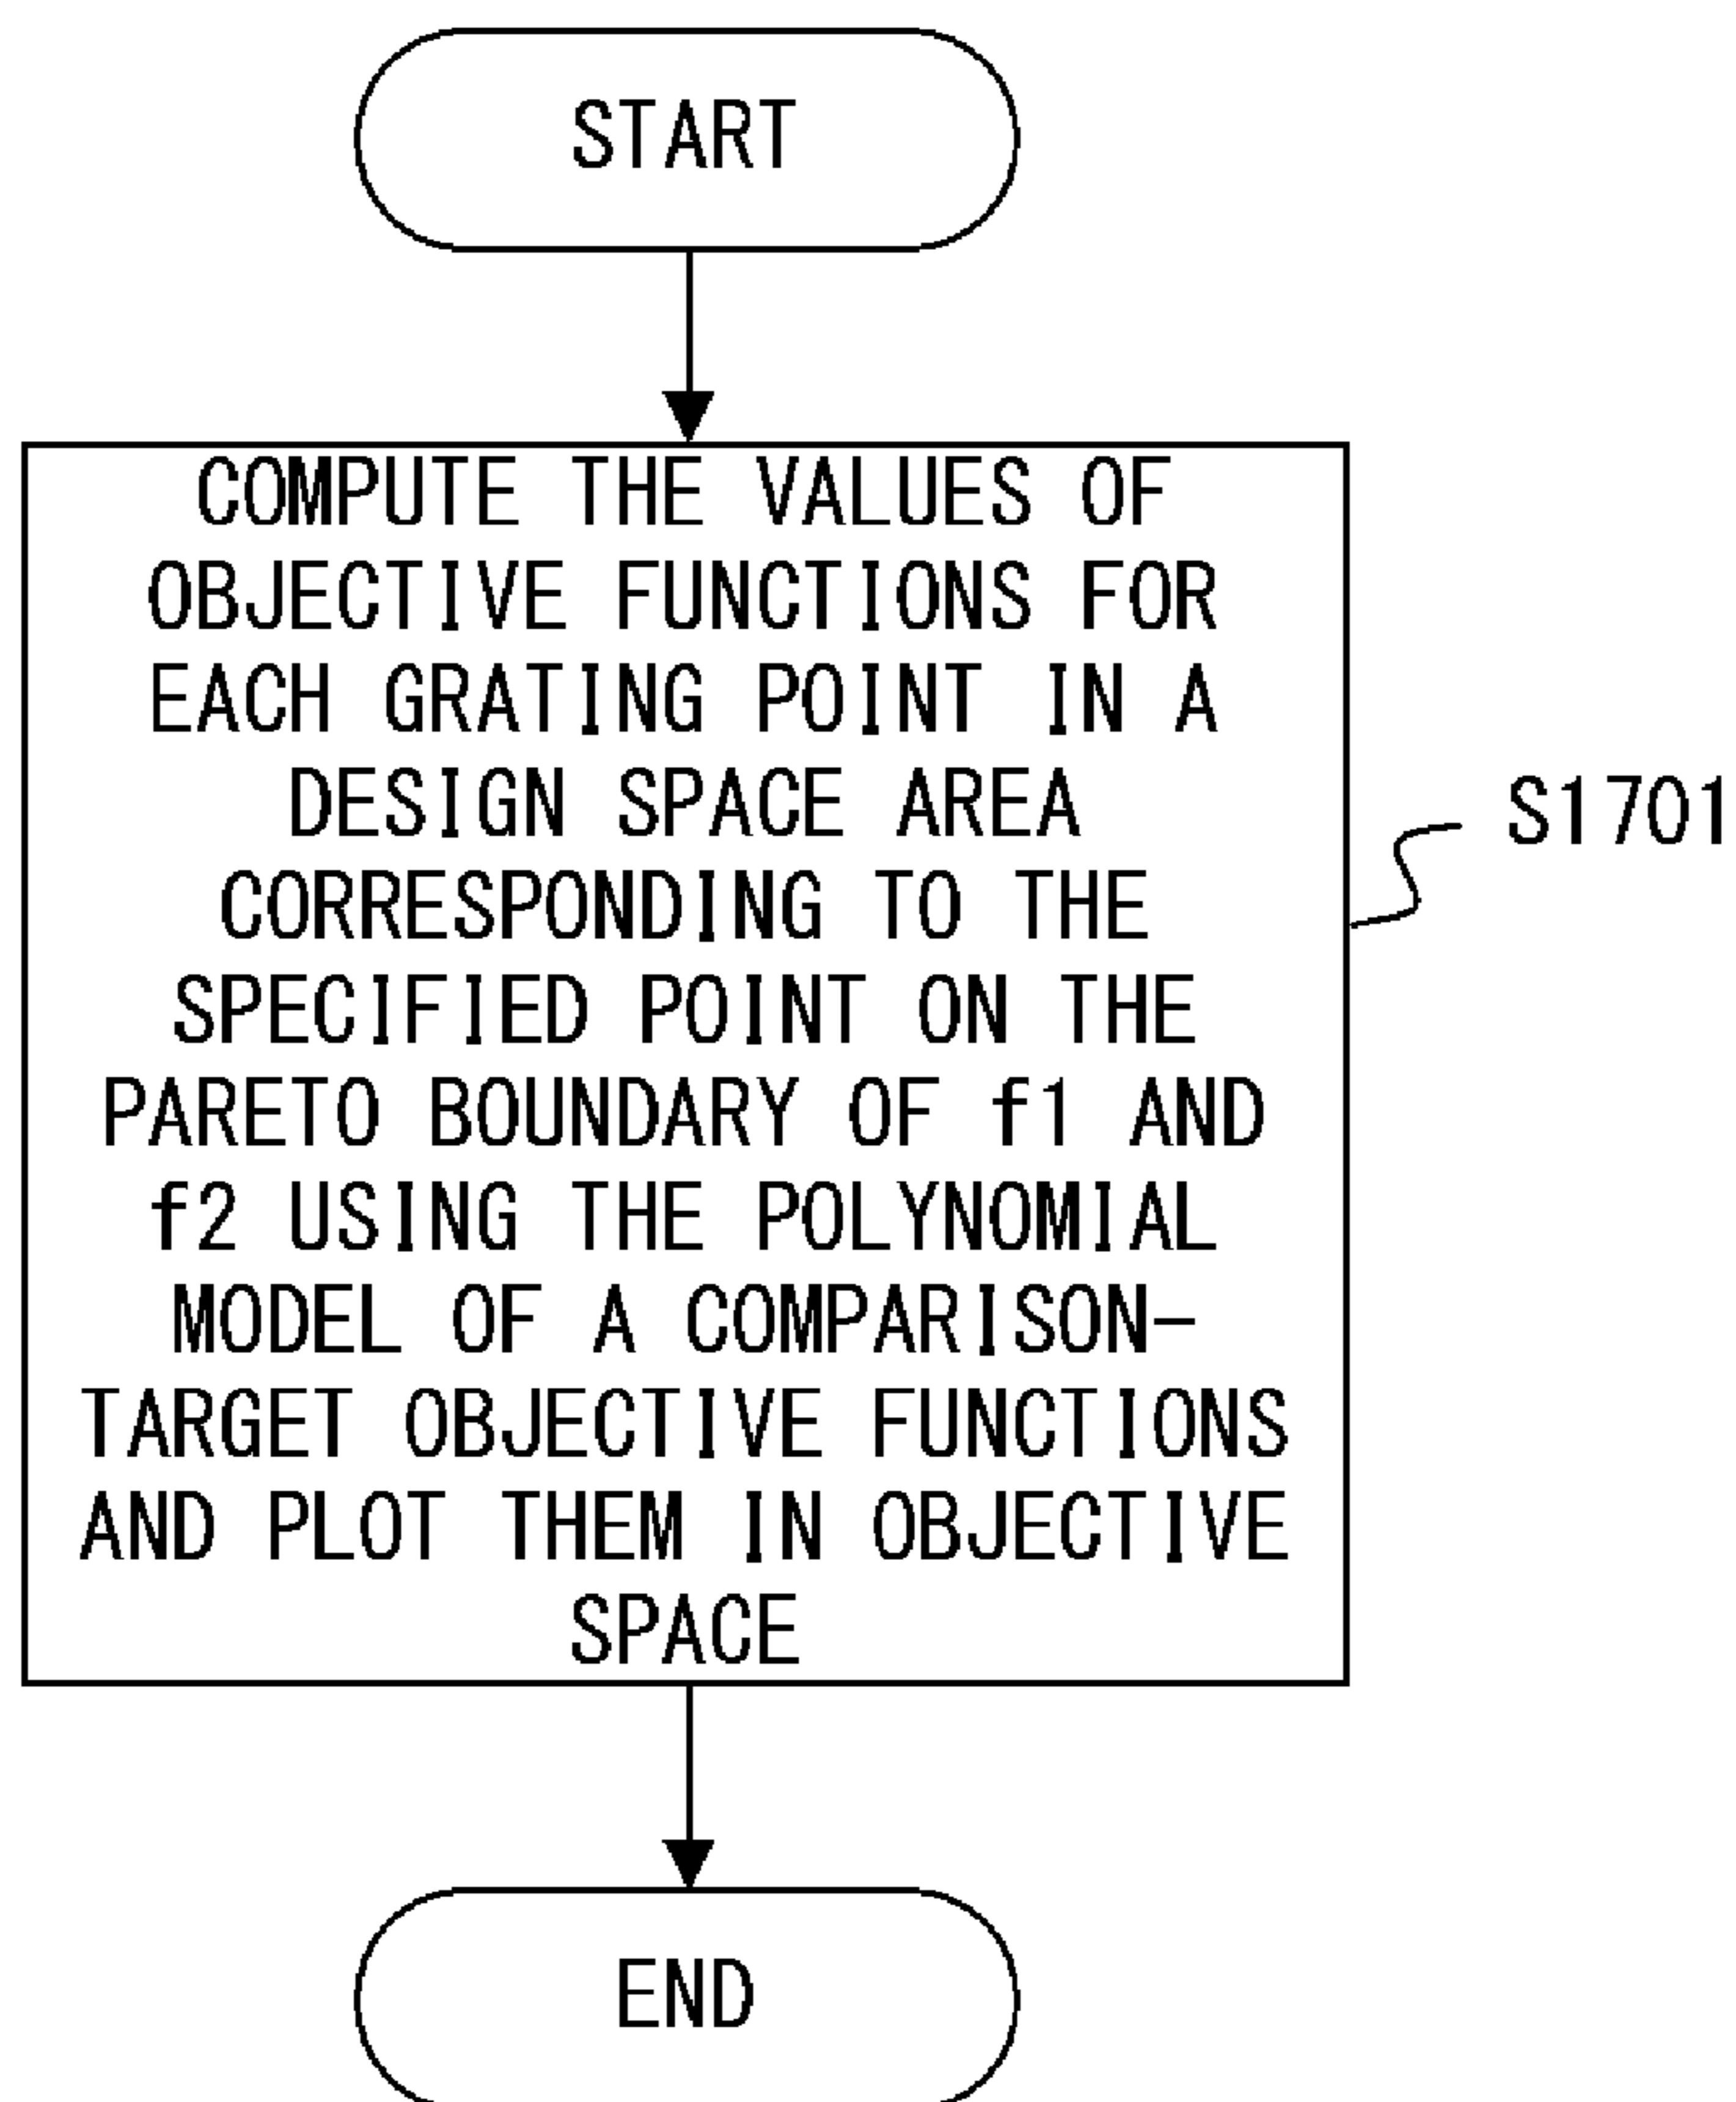 START
COMPUTE THE VALUES OF
OBJECTIVE FUNCTIONS FOR
EACH GRATING POINT IN A
DESIGN SPACE AREA
CORRESPONDING TO THE
SPECIFIED POINT ON THE
PARETO BOUNDARY OF f1 AND
f2 USING THE POLYNOMIAL
MODEL OF A COMPARISON-
TARGET OBJECTIVE FUNCTIONS
AND PLOT THEM IN OBJECTIVE
SPACE
S1701
END